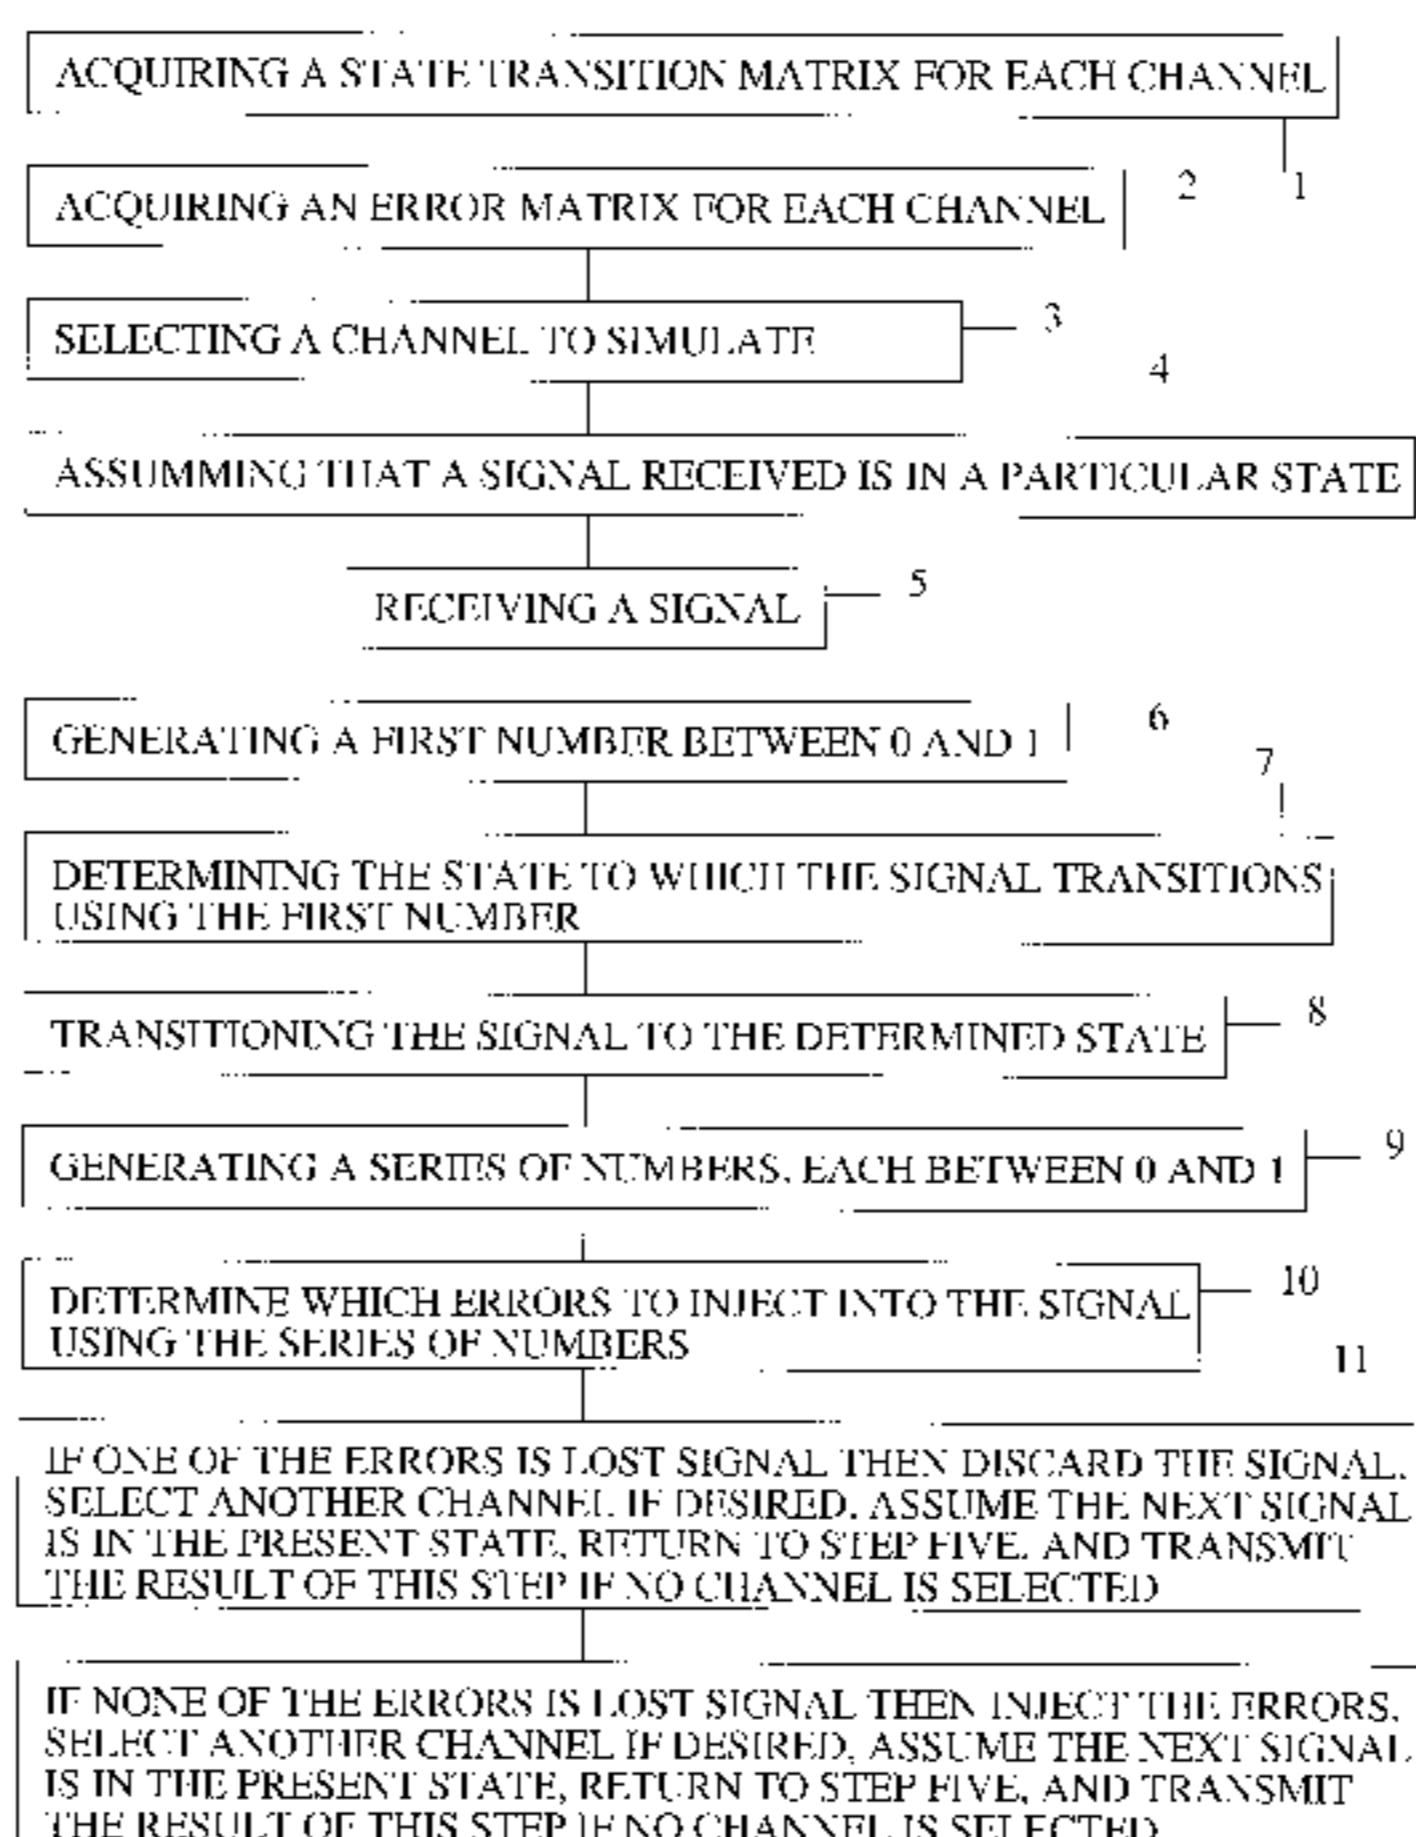 ACQUIRING A STATE TRANSITION MATRIX FOR EACH CHANNEL
1
ACQUIRING AN ERROR MATRIX FOR EACH CHANNEL
2
SELECTING A CHANNEL TO SIMULATE
3
4
ASSUMMING THAT A SIGNAL RECEIVED IS IN A PARTICULAR STATE
RECEIVING A SIGNAL
5
GENERATING A FIRST NUMBER BETWEEN 0 AND 1
6
7
DETERMINING THE STATE TO WHICH THE SIGNAL TRANSITIONS
USING THE FIRST NUMBER
TRANSITIONING THE SIGNAL TO THE DETERMINED STATE
8
GENERATING A SERIES OF NUMBERS, EACH BETWEEN 0 AND 1
9
DETERMINE WHICH ERRORS TO INJECT INTO THE SIGNAL
USING THE SERIES OF NUMBERS
10
11
IF ONE OF THE ERRORS IS LOST SIGNAL THEN DISCARD THE SIGNAL,
SELECT ANOTHER CHANNEL IF DESIRED, ASSUME THE NEXT SIGNAL
IS IN THE PRESENT STATE, RETURN TO STEP FIVE, AND TRANSMIT
THE RESULT OF THIS STEP IF NO CHANNEL IS SELECTED
IF NONE OF THE ERRORS IS LOST SIGNAL THEN INJECT THE ERRORS,
SELECT ANOTHER CHANNEL IF DESIRED, ASSUME THE NEXT SIGNAL
IS IN THE PRESENT STATE, RETURN TO STEP FIVE, AND TRANSMIT
THE RESULT OF THIS STEP IF NO CHANNEL IS SELECTED